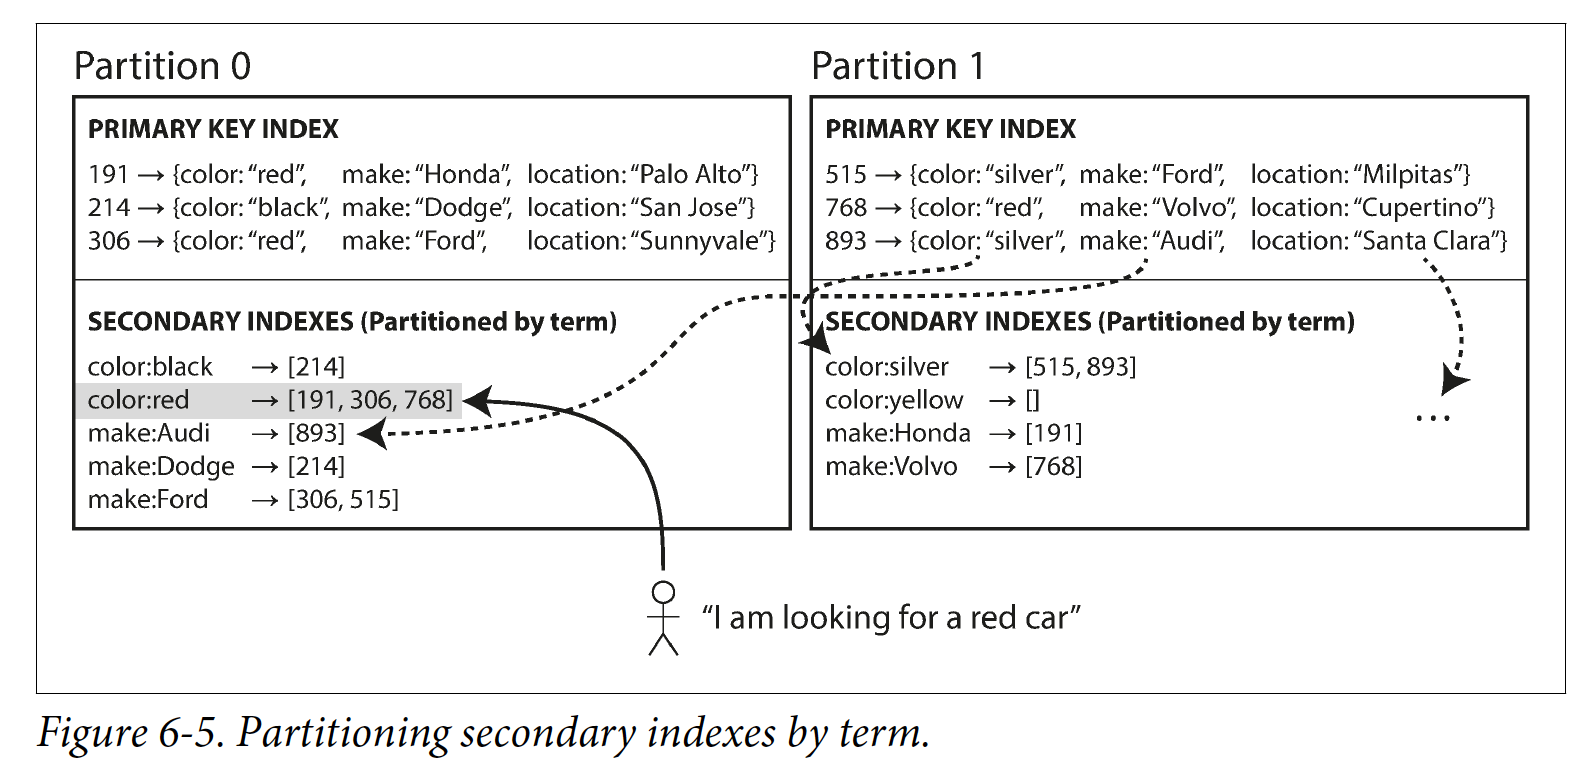 Partition 0
PRIMARY KEY INDEX
191 → {color: “red”, make: “Honda”, location: “Palo Alto”}
214 → {color: “black”, make: “Dodge”, location: “San Jose”}
306 → {color: “red”, make: “Ford”, location: “Sunnyvale”}
SECONDARY INDEXES (Partitioned by term)
color:black → [214]
color:red → [191, 306, 768]
make:Audi → [893]
make:Dodge → [214]
make:Ford → [306, 515]
Partition 1
PRIMARY KEY INDEX
515 → {color: “silver”, make: “Ford”, location: “Milpitas”}
768 → {color: “red”, make: “Volvo”, location: “Cupertino”}
893 → {color: “silver”, make: “Audi”, location: “Santa Clara”}
SECONDARY INDEXES (Partitioned by term)
color:silver → [515, 893]
color:yellow → []
make:Honda → [191]
make:Volvo → [768]
...
“I am looking for a red car”
Figure 6-5. Partitioning secondary indexes by term.